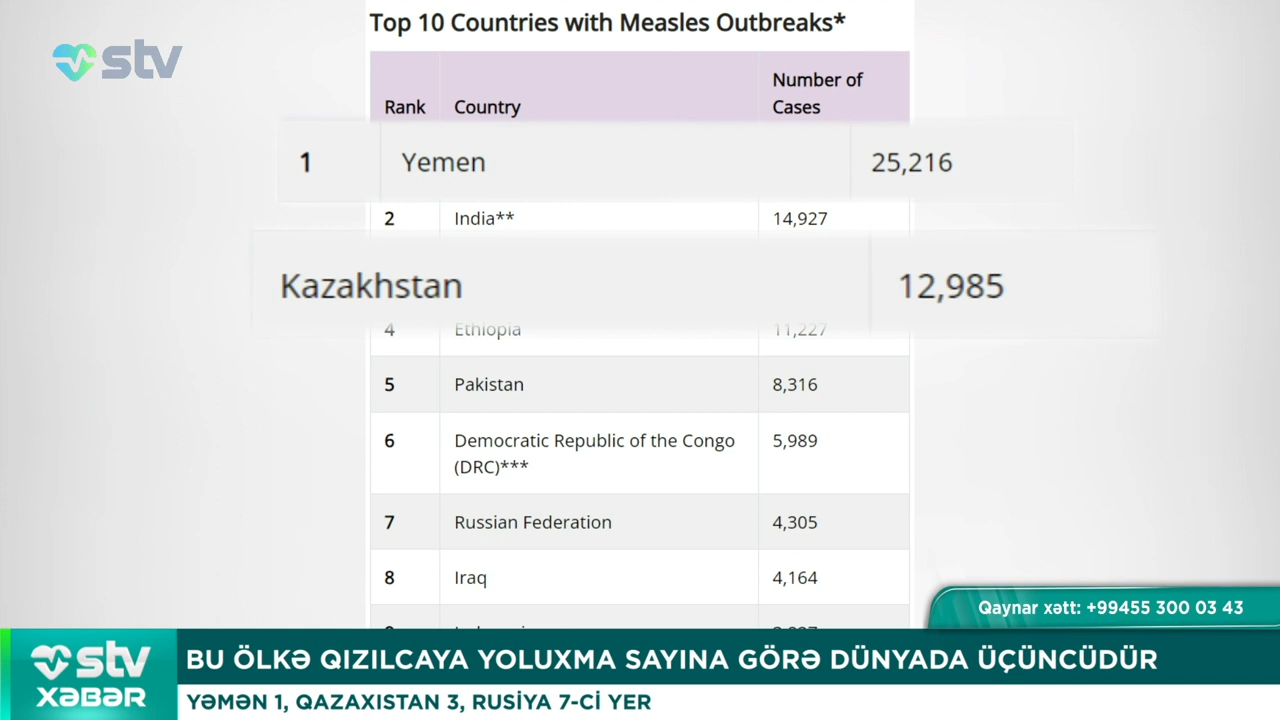 Top 10 Countries with Measles Outbreaks*
stv
Rank Country Number of Cases
1 Yemen 25,216
2 India** 14,927
Kazakhstan 12,985
4 Ethiopia 11,227
5 Pakistan 8,316
6 Democratic Republic of the Congo 5,989
(DRC)***
7 Russian Federation 4,305
8 Iraq 4,164
Qaynar xətt: +99455 300 03 43
stv
XƏBƏR
BU ÖLKƏ QIZILCAYA YOLUXMA SAYINA GÖRƏ DÜNYADA ÜÇÜNCÜDÜR
YƏMƏN 1, QAZAXISTAN 3, RUSİYA 7-Cİ YER